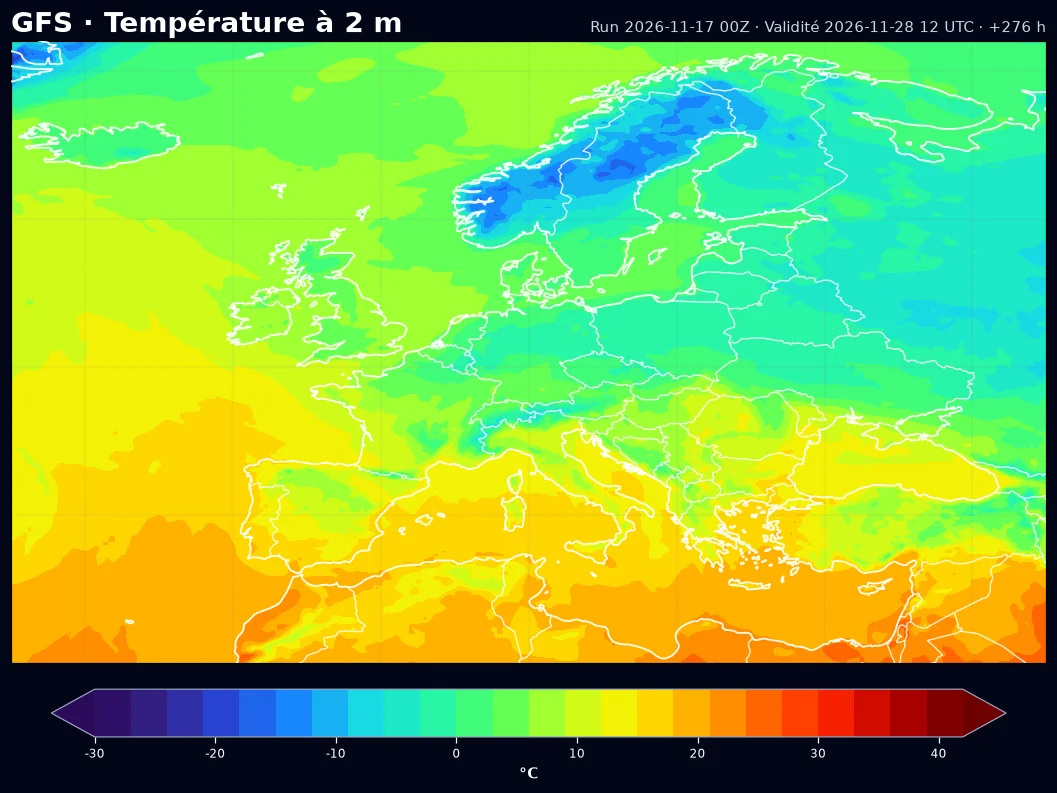 GFS · Température à 2 m
Run 2026-11-17 00Z · Validité 2026-11-28 12 UTC · +276 h
-30 -20 -10 0 10 20 30 40
°C